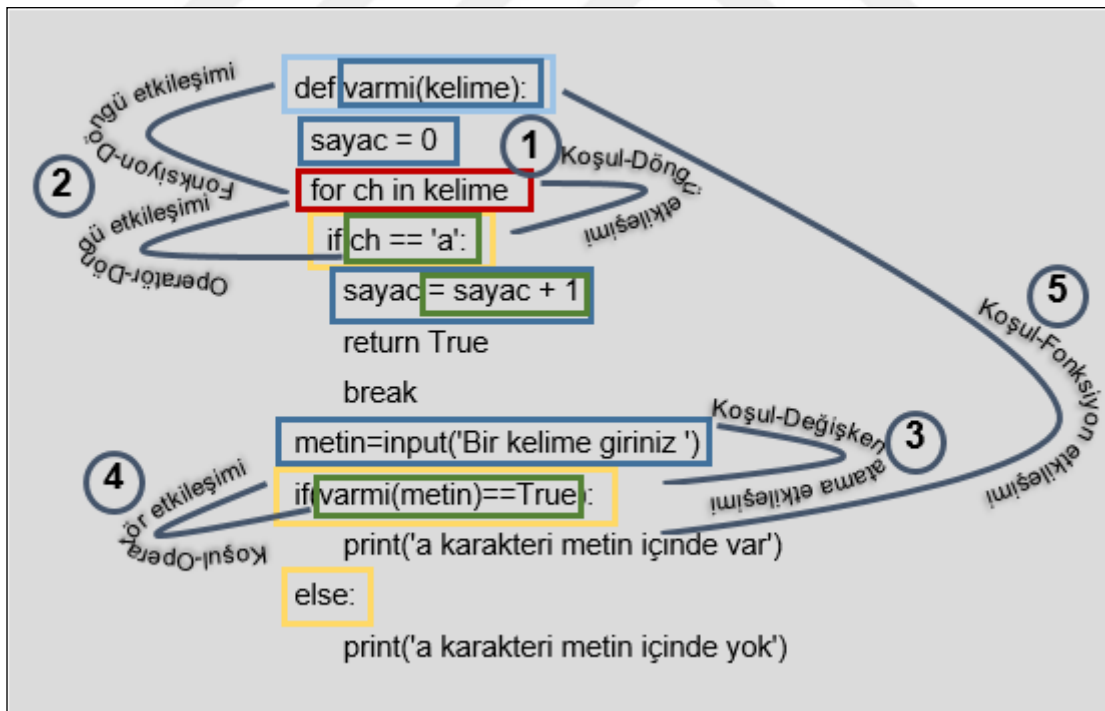 def varmi(kelime):
sayac = 0
for ch in kelime
if ch == 'a':
sayac = sayac + 1
return True
break
metin=input('Bir kelime giriniz ')
if(varmi(metin)==True):
print('a karakteri metin içinde var')
else:
print('a karakteri metin içinde yok')
1
Koşul-Döngü etkileşimi
2
Fonksiyon-Döngü etkileşimi
Operatör-Döngü etkileşimi
3
Koşul-Değişken atama etkileşimi
4
Koşul-Operatör etkileşimi
5
Koşul-Fonksiyon etkileşimi